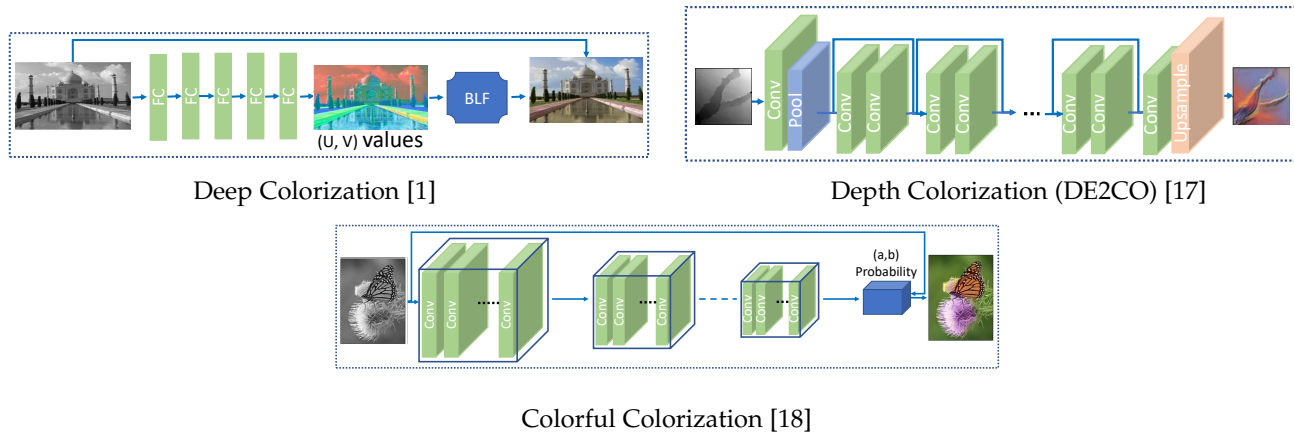 FC FC FC FC FC
(U, V) values
BLF
Deep Colorization [1]
Conv Pool Conv Conv Conv Conv ... Conv Conv Conv Upsample
Depth Colorization (DE2CO) [17]
Conv Conv ..... Conv
Conv Conv .... Conv
Conv Conv ... Conv
(a,b)
Probability
Colorful Colorization [18]